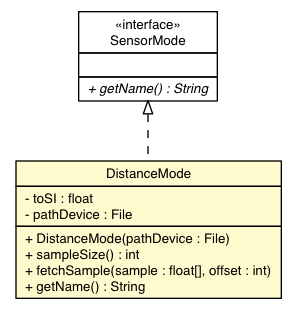 «interface»
SensorMode
+ getName() : String
DistanceMode
- toSI : float
- pathDevice : File
+ DistanceMode(pathDevice : File)
+ sampleSize() : int
+ fetchSample(sample : float[], offset : int)
+ getName() : String